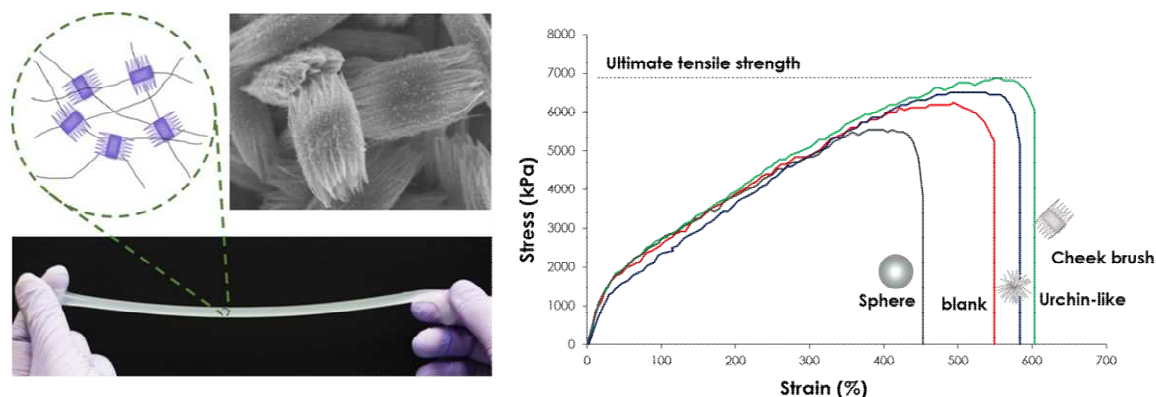 8000
Ultimate tensile strength
7000
6000
5000
4000
3000
2000
1000
0
Stress (kPa)
Cheek brush
Sphere
blank
Urchin-like
0
100
200
300
400
500
600
700
Strain (%)